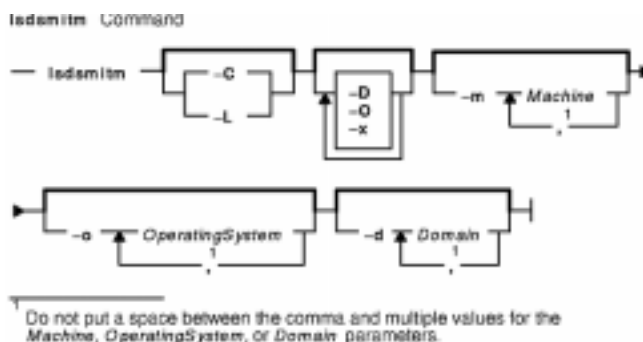 lsdsmitm Command
lsdsmitm -C -L -D -O -x -m Machine , 1
-o OperatingSystem , 1 -d Domain , 1
1
Do not put a space between the comma and multiple values for the
Machine, OperatingSystem, or Domain parameters.